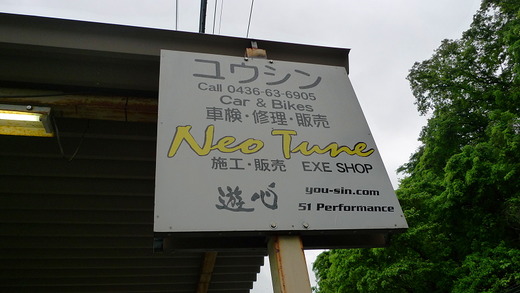 ユウシン
Call 0436-63-6905
Car & Bikes
車検・修理・販売
Neo Tune
施工・販売 EXE SHOP
遊心
you-sin.com
51 Performance